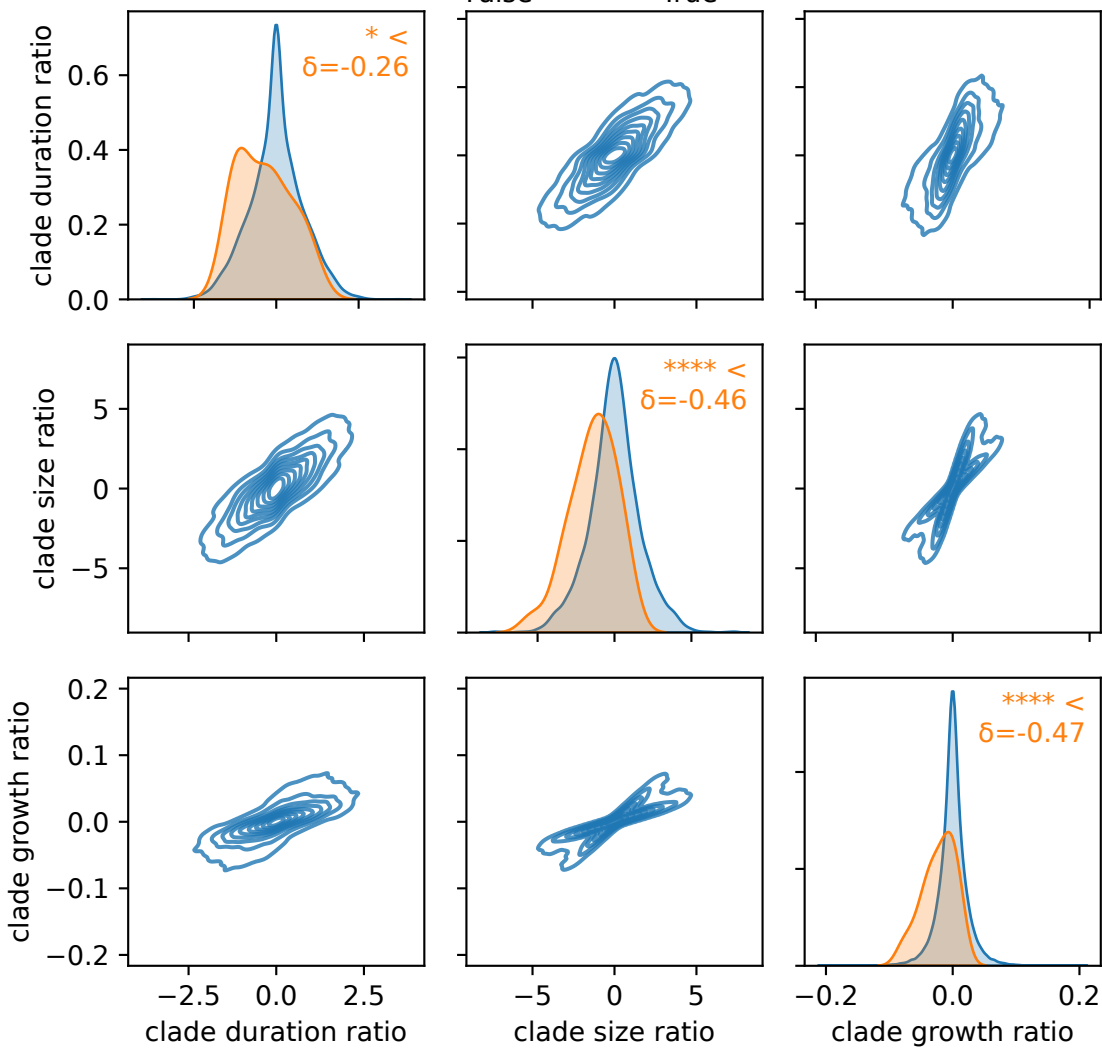 False True
clade duration ratio
0.6
0.4
0.2
0.0
* <
δ=-0.26
clade size ratio
5
0
−5
**** <
δ=-0.46
clade growth ratio
0.2
0.1
0.0
−0.1
−0.2
**** <
δ=-0.47
−2.5 0.0 2.5
−5 0 5
−0.2 0.0 0.2
clade duration ratio
clade size ratio
clade growth ratio